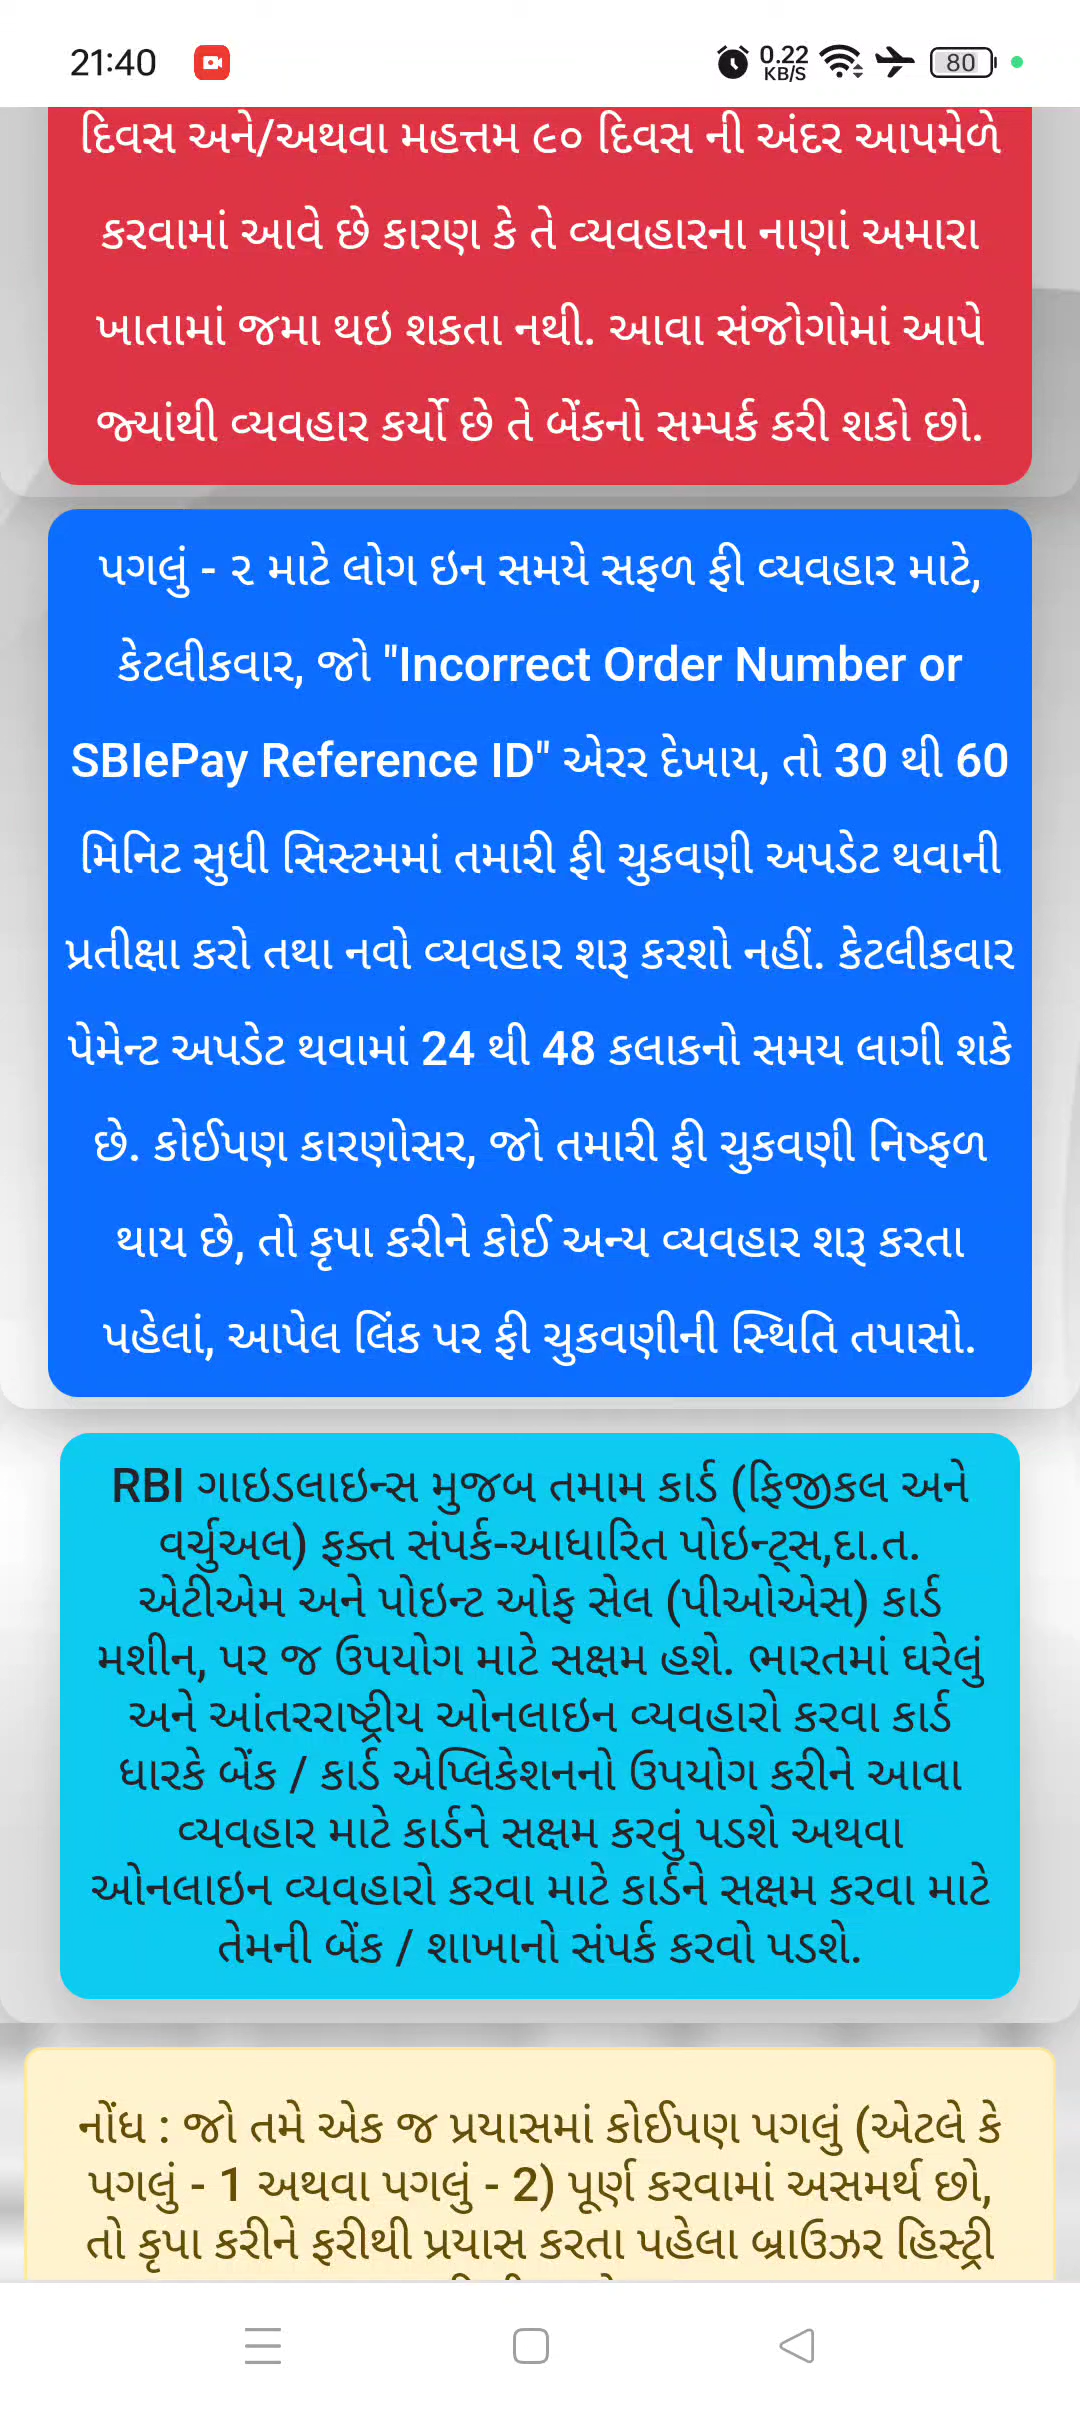 21:40
0.22
KB/S
80
દિવસ અને/અથવા મહત્તમ ૯૦ દિવસ ની અંદર આપમેળે
કરવામાં આવે છે કારણ કે તે વ્યવહારના નાણાં અમારા
ખાતામાં જમા થઇ શકતા નથી. આવા સંજોગોમાં આપે
જ્યાંથી વ્યવહાર કર્યો છે તે બેંકનો સમ્પર્ક કરી શકો છો.
પગલું - ૨ માટે લોગ ઇન સમયે સફળ ફી વ્યવહાર માટે,
કેટલીકવાર, જો "Incorrect Order Number or
SBIePay Reference ID" એરર દેખાય, તો 30 થી 60
મિનિટ સુધી સિસ્ટમમાં તમારી ફી ચુકવણી અપડેટ થવાની
પ્રતીક્ષા કરો તથા નવો વ્યવહાર શરૂ કરશો નહીં. કેટલીકવાર
પેમેન્ટ અપડેટ થવામાં 24 થી 48 કલાકનો સમય લાગી શકે
છે. કોઈપણ કારણોસર, જો તમારી ફી ચુકવણી નિષ્ફળ
થાય છે, તો કૃપા કરીને કોઈ અન્ય વ્યવહાર શરૂ કરતા
પહેલાં, આપેલ લિંક પર ફી ચુકવણીની સ્થિતિ તપાસો.
RBI ગાઇડલાઇન્સ મુજબ તમામ કાર્ડ (ફિજીકલ અને
વર્ચુઅલ) ફક્ત સંપર્ક-આધારિત પોઇન્ટ્સ,દા.ત.
એટીએમ અને પોઇન્ટ ઓફ સેલ (પીઓએસ) કાર્ડ
મશીન, પર જ ઉપયોગ માટે સક્ષમ હશે. ભારતમાં ઘરેલું
અને આંતરરાષ્ટ્રીય ઓનલાઇન વ્યવહારો કરવા કાર્ડ
ધારકે બેંક / કાર્ડ એપ્લિકેશનનો ઉપયોગ કરીને આવા
વ્યવહાર માટે કાર્ડને સક્ષમ કરવું પડશે અથવા
ઓનલાઇન વ્યવહારો કરવા માટે કાર્ડને સક્ષમ કરવા માટે
તેમની બેંક / શાખાનો સંપર્ક કરવો પડશે.
નોંધ : જો તમે એક જ પ્રયાસમાં કોઈપણ પગલું (એટલે કે
પગલું - 1 અથવા પગલું - 2) પૂર્ણ કરવામાં અસમર્થ છો,
તો કૃપા કરીને ફરીથી પ્રયાસ કરતા પહેલા બ્રાઉઝર હિસ્ટ્રી